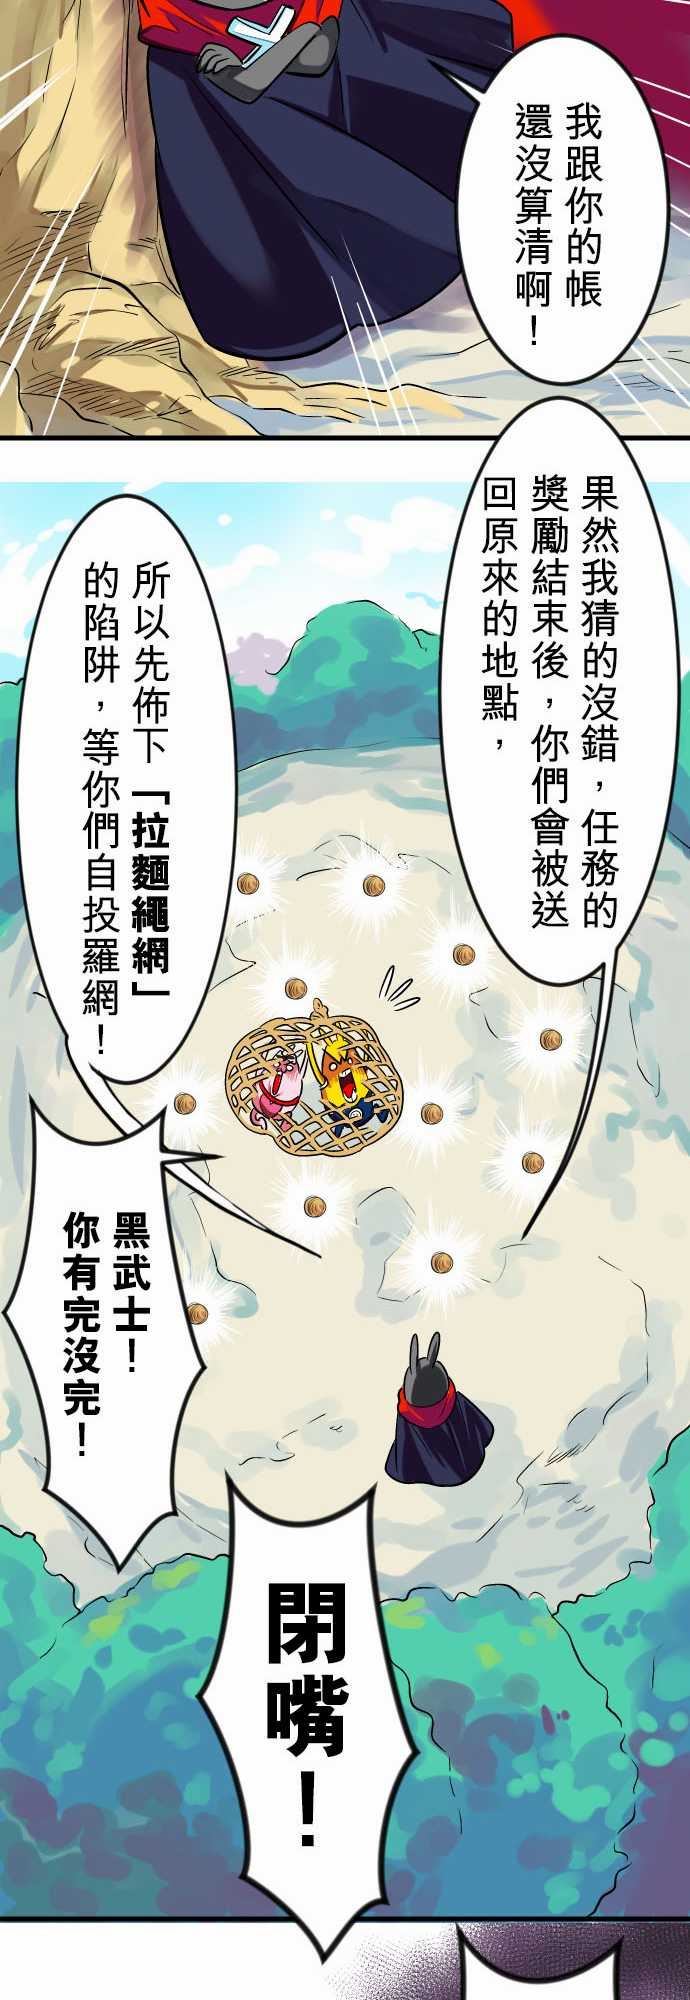 我跟你的帳
還沒算清啊！
果然我猜的沒錯，任務的
獎勵結束後，你們會被送
回原來的地點，
所以先佈下「拉麵繩網」
的陷阱，等你們自投羅網！
黑武士！
你有完沒完！
閉嘴！